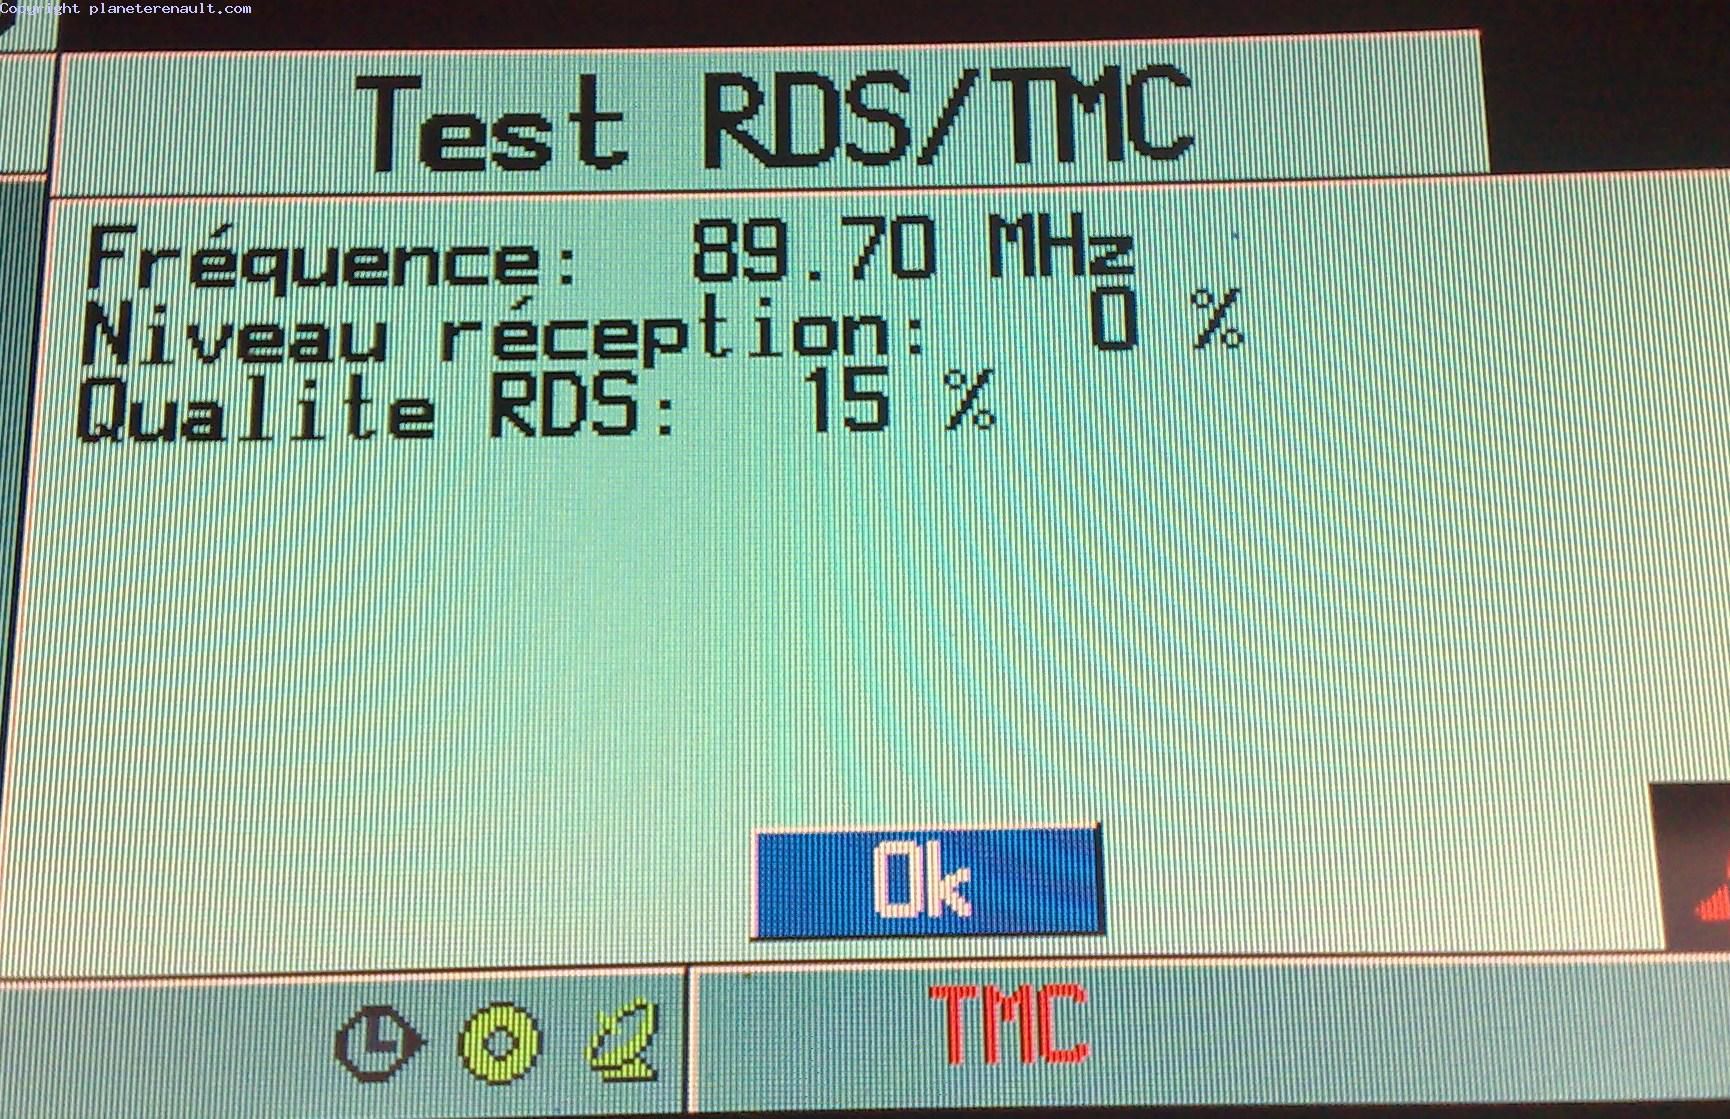 Copyright planeterenault.com
Test RDS/TMC
Fréquence: 89.70 MHz
Niveau réception: 0 %
Qualite RDS: 15 %
Ok
TMC